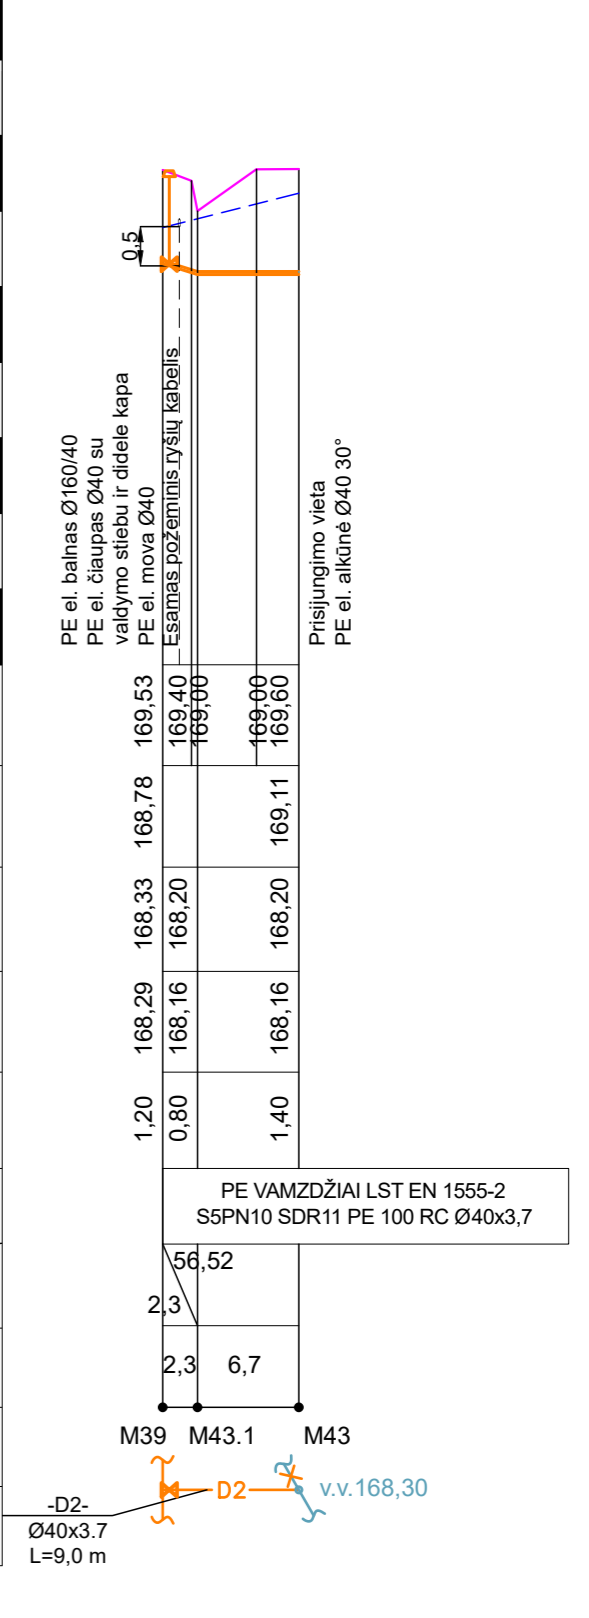 0,5
PE el. balnas Ø160/40
PE el. čiaupas Ø40 su
valdymo stiebu ir didele kapa
PE el. mova Ø40
Esamas požeminis ryšių kabelis
Prisijungimo vieta
PE el. alkūnė Ø40 30°
169,53 169,40 169,00 169,00 169,60
168,78 169,11
168,33 168,20 168,20
168,29 168,16 168,16
1,20 0,80 1,40
PE VAMZDŽIAI LST EN 1555-2
S5PN10 SDR11 PE 100 RC Ø40x3,7
56,52
2,3
2,3 6,7
M39 M43.1 M43
D2 v.v.168,30
-D2-
Ø40x3.7
L=9,0 m